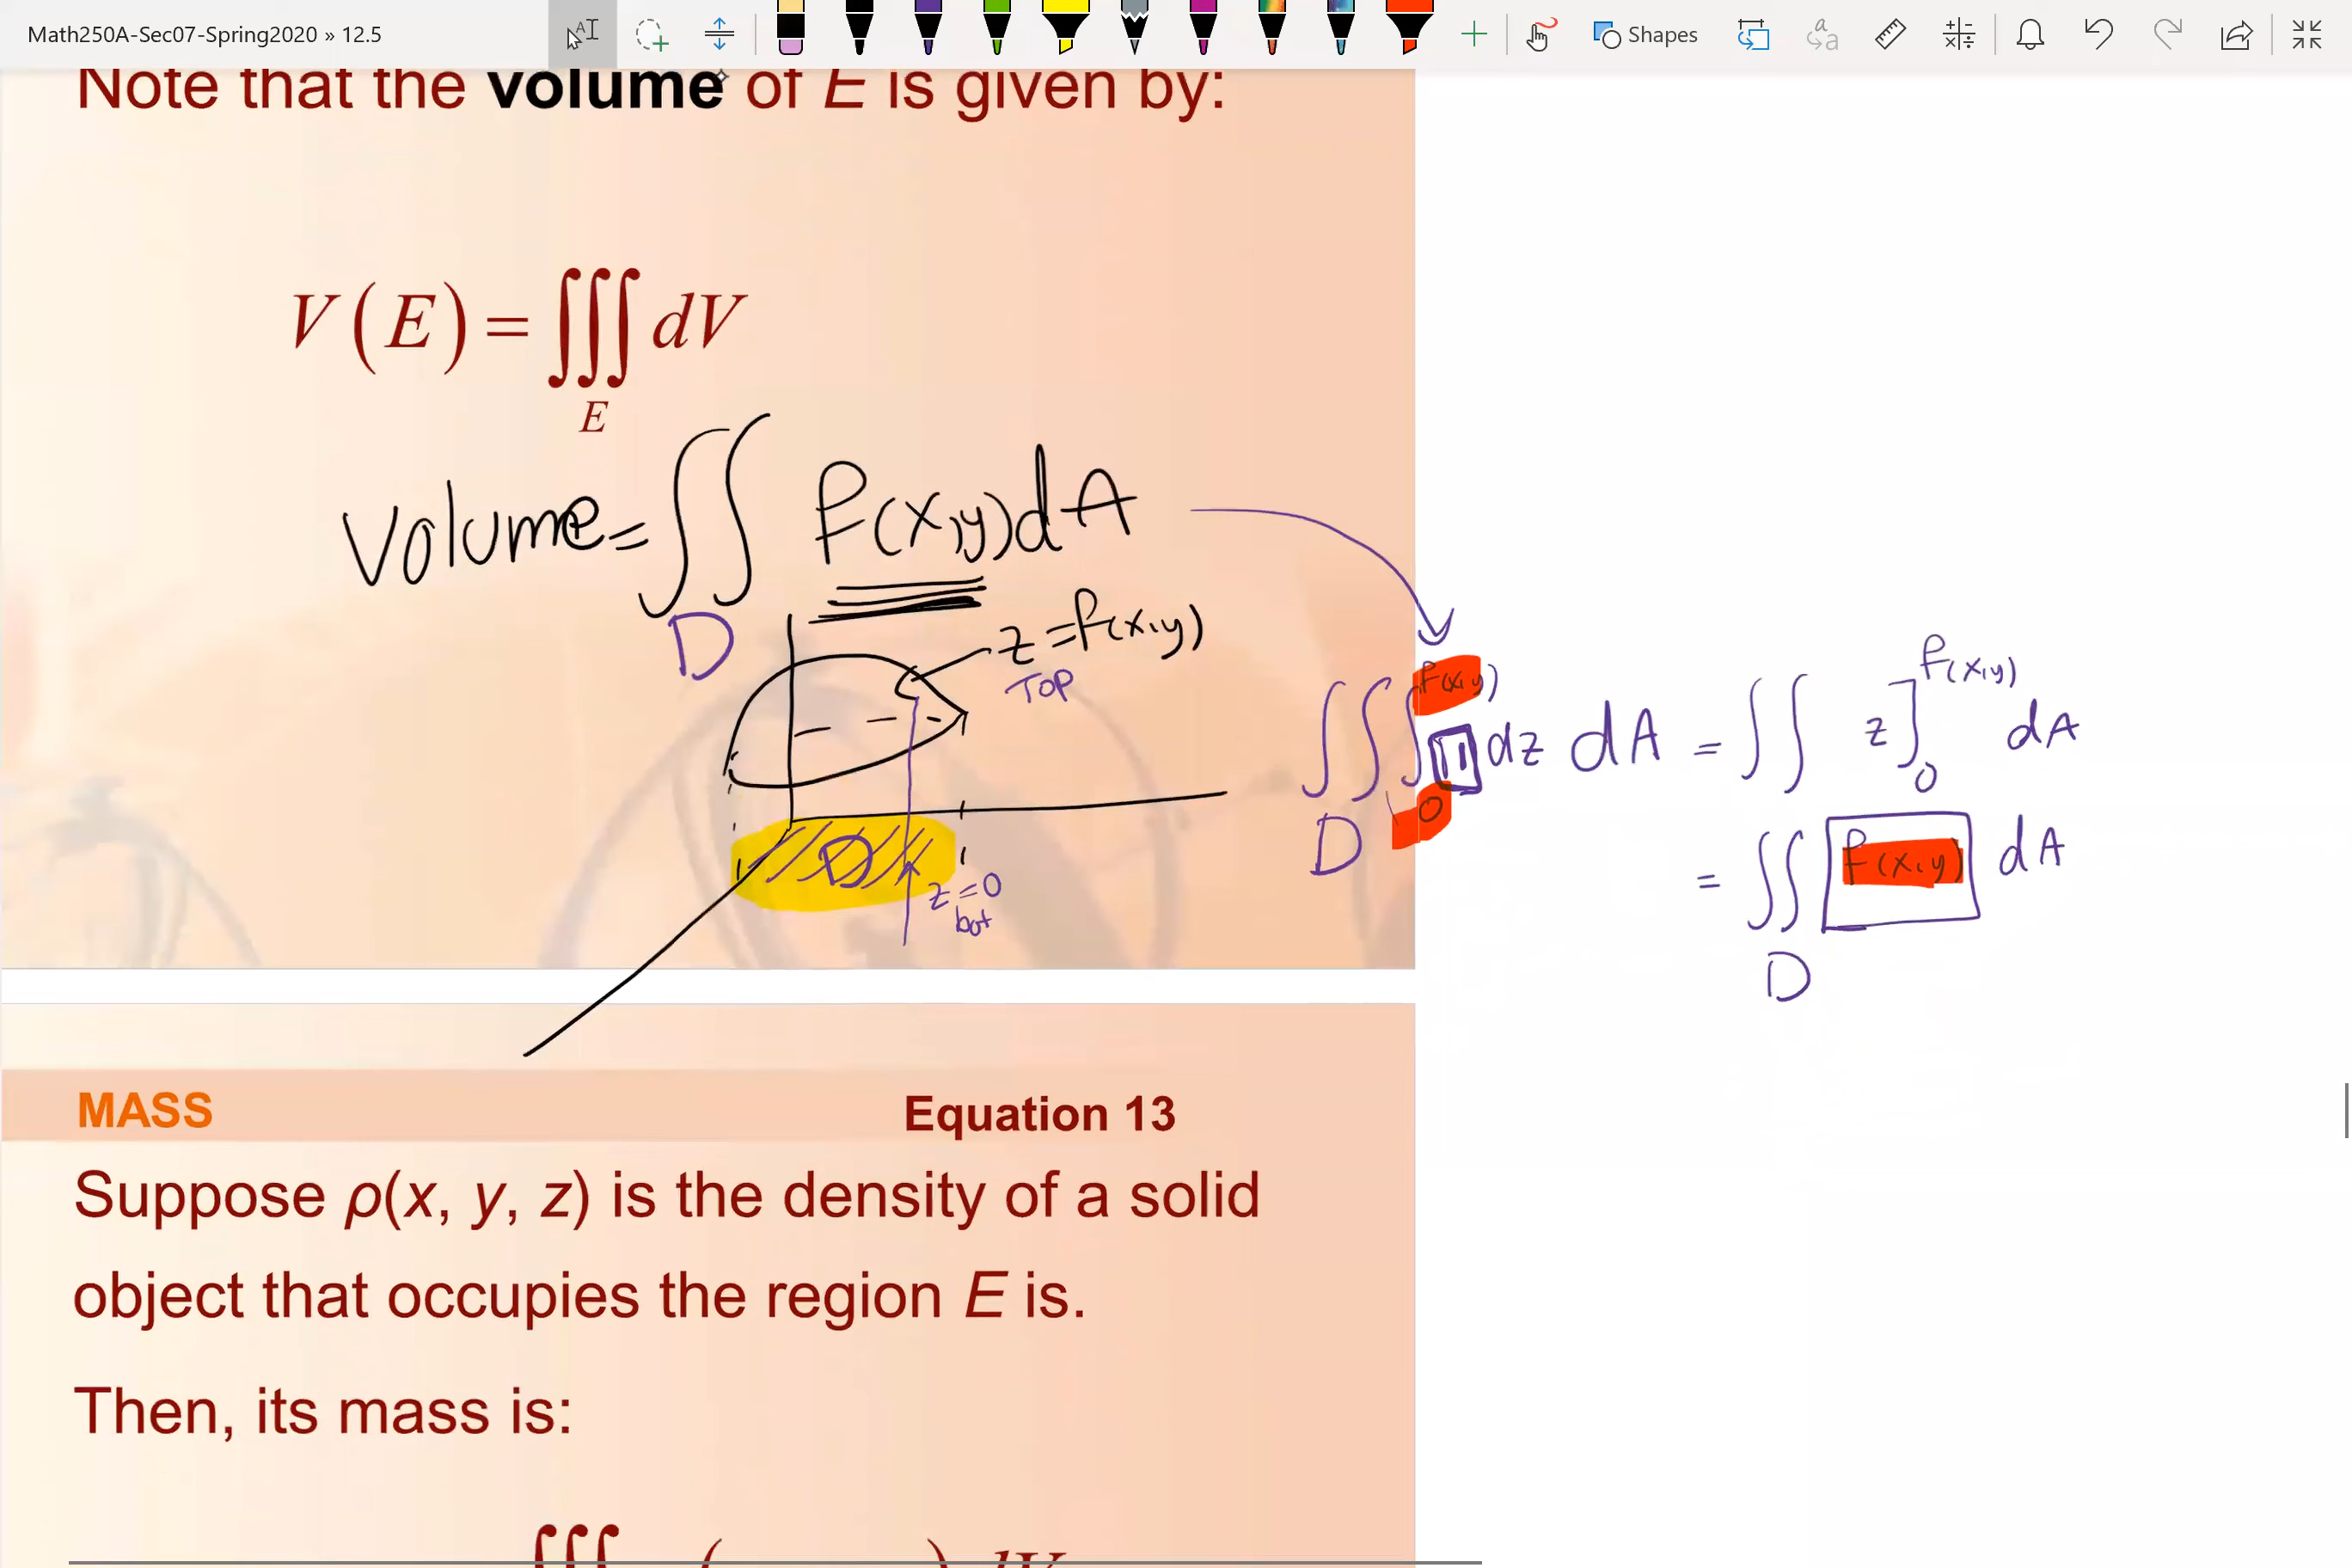 Math250A-Sec07-Spring2020 » 12.5
Shapes
Note that the volume of E is given by:
V(E) = ∭ dV
E
Volume = ∬ f(x,y)dA
D
z = f(x,y)
TOP
D
z = 0
bot
f(x,y)
∭ 1 dz dA = ∬ z]
0
D
f(x,y)
0
dA
= ∬ f(x,y) dA
D
MASS
Equation 13
Suppose ρ(x, y, z) is the density of a solid
object that occupies the region E is.
Then, its mass is: